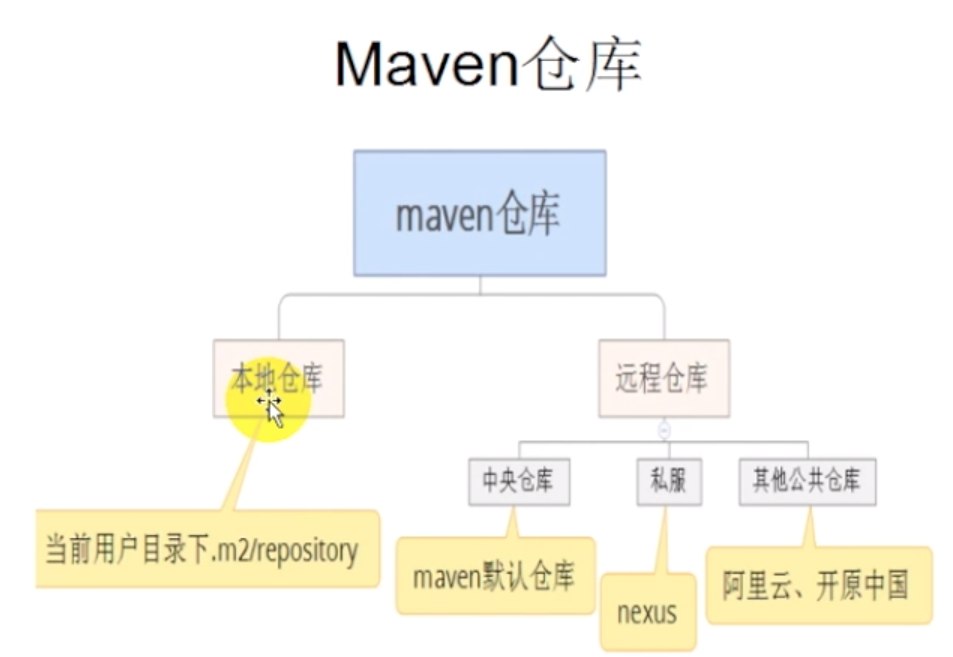 Maven仓库
maven仓库
本地仓库
远程仓库
中央仓库
私服
其他公共仓库
当前用户目录下.m2/repository
maven默认仓库
nexus
阿里云、开原中国